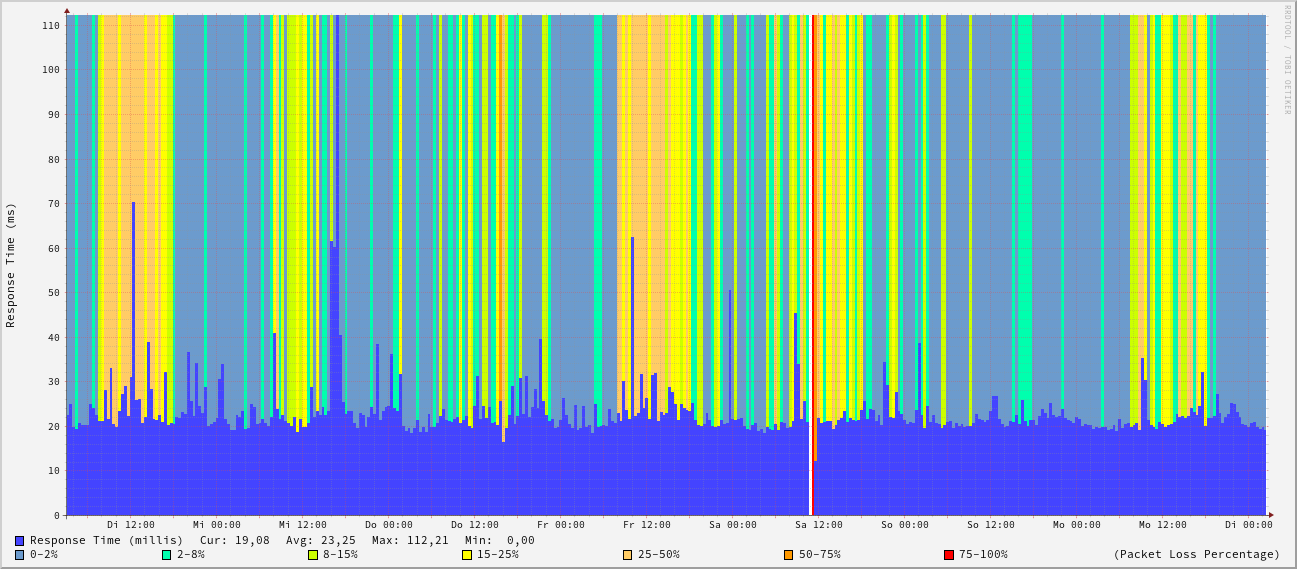 RRDTOOL / TOBI OETIKER
Response Time (ms)
110
100
90
80
70
60
50
40
30
20
10
0
Di 12:00 Mi 00:00 Mi 12:00 Do 00:00 Do 12:00 Fr 00:00 Fr 12:00 Sa 00:00 Sa 12:00 So 00:00 So 12:00 Mo 00:00 Mo 12:00 Di 00:00
Response Time (millis) Cur: 19,08 Avg: 23,25 Max: 112,21 Min: 0,00
0-2% 2-8% 8-15% 15-25% 25-50% 50-75% 75-100% (Packet Loss Percentage)